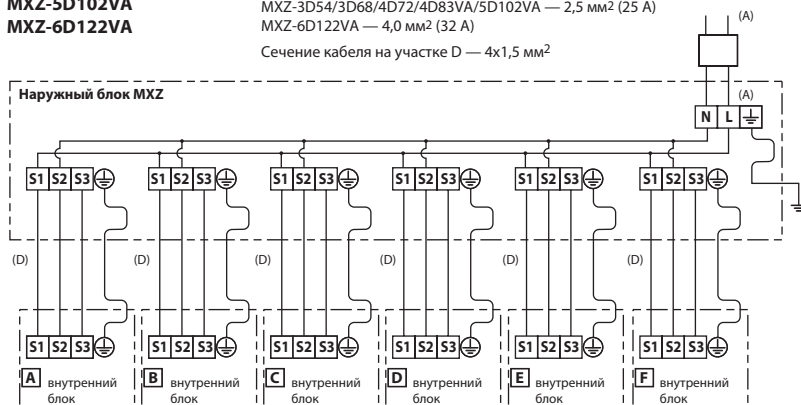 MXZ-5D102VA
MXZ-6D122VA
MXZ-3D54/3D68/4D72/4D83VA/5D102VA — 2,5 мм² (25 А)
MXZ-6D122VA — 4,0 мм² (32 А)
Сечение кабеля на участке D — 4x1,5 мм²
(A)
Наружный блок MXZ
(A)
N L
S1 S2 S3 S1 S2 S3 S1 S2 S3 S1 S2 S3 S1 S2 S3 S1 S2 S3
(D) (D) (D) (D) (D) (D)
S1 S2 S3 S1 S2 S3 S1 S2 S3 S1 S2 S3 S1 S2 S3 S1 S2 S3
A внутренний блок
B внутренний блок
C внутренний блок
D внутренний блок
E внутренний блок
F внутренний блок